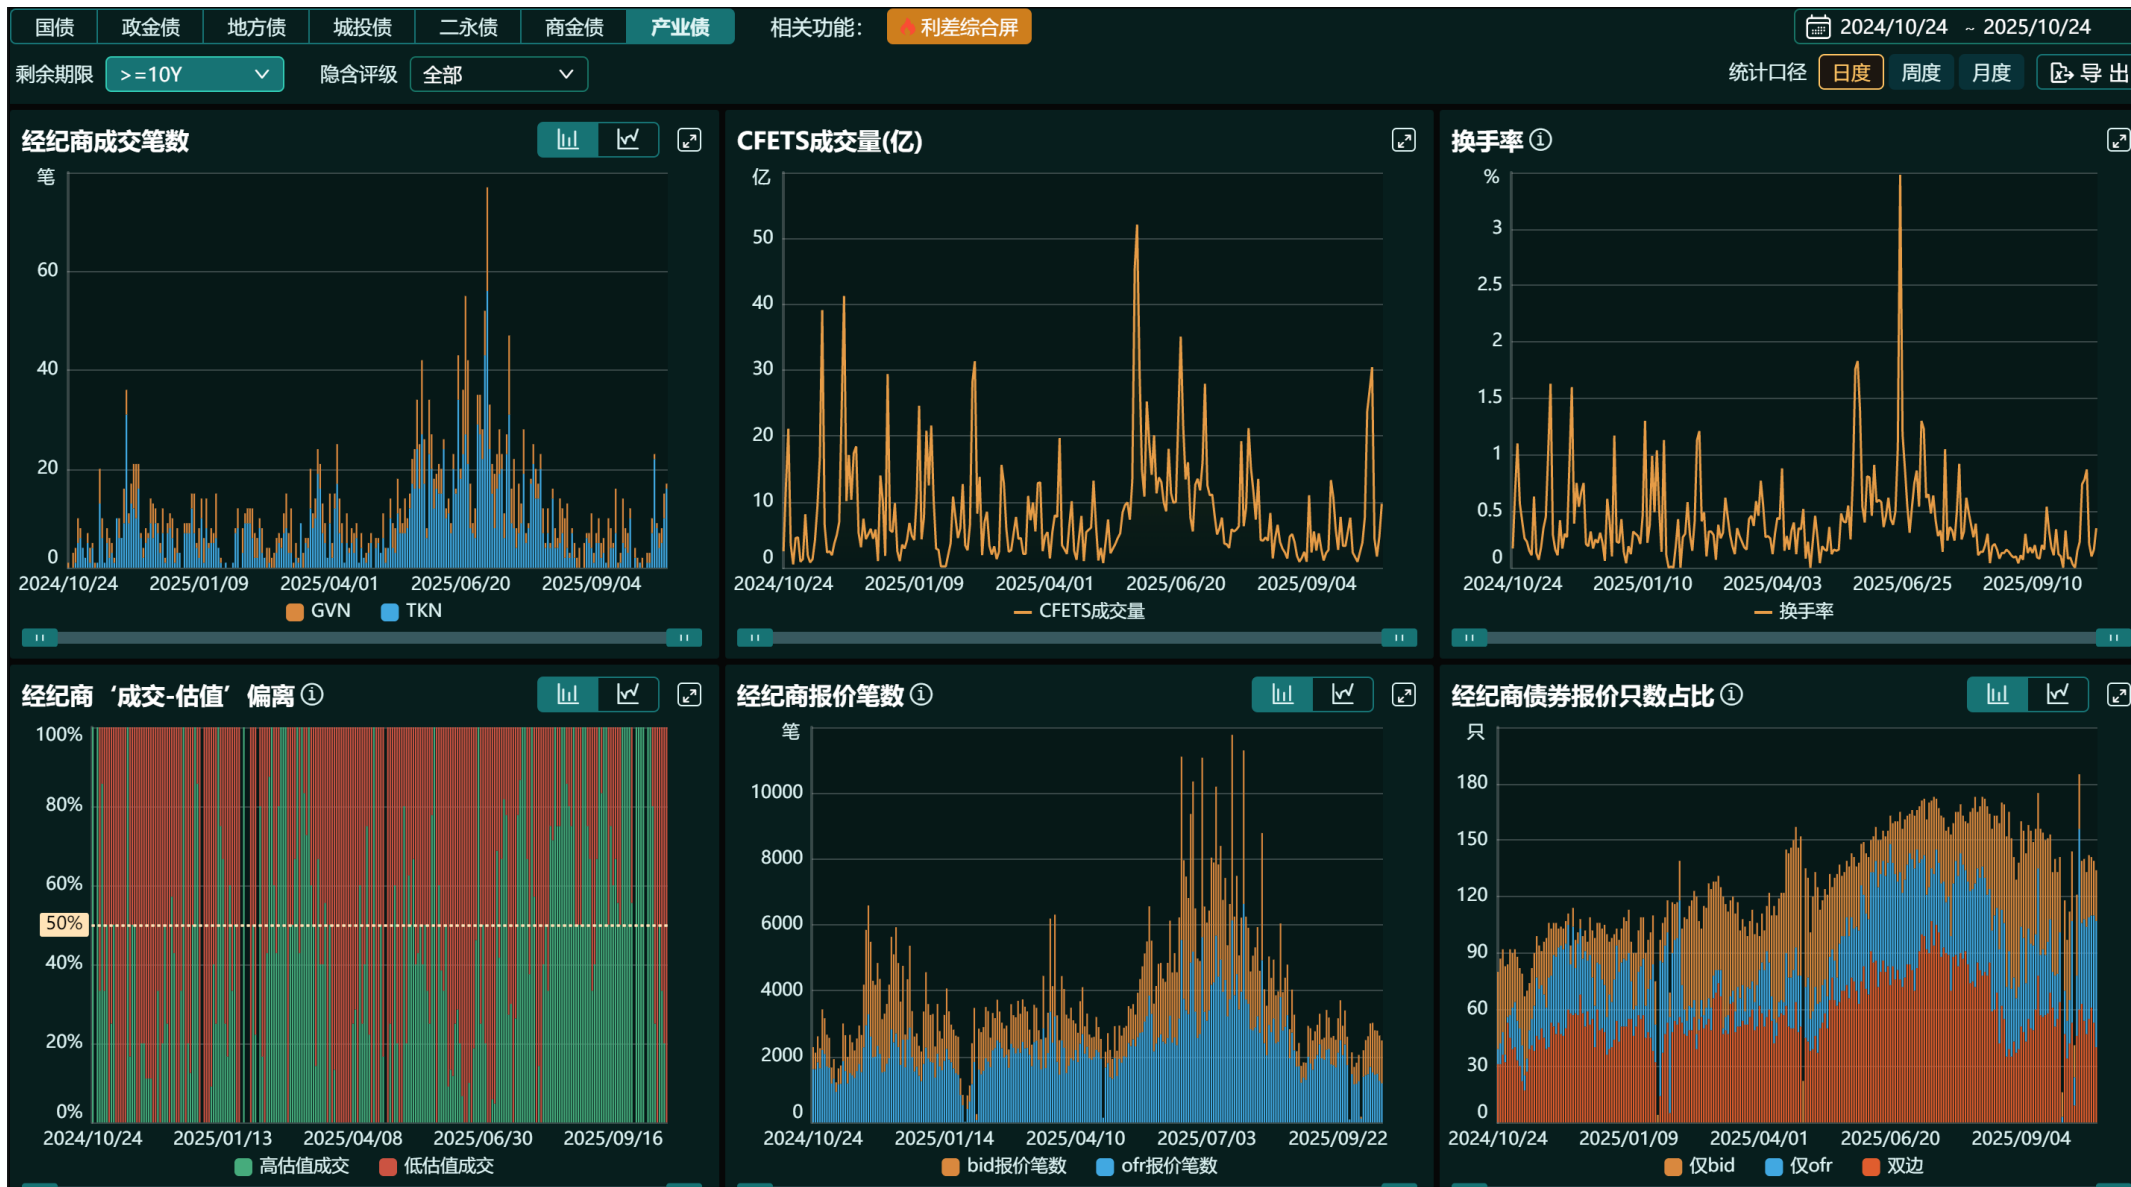 国债 政金债 地方债 城投债 二永债 商金债 产业债 相关功能： 利差综合屏 2024/10/24 ~ 2025/10/24
剩余期限 >=10Y 隐含评级 全部 统计口径 日度 周度 月度 导 出
经纪商成交笔数
笔
60
40
20
0
2024/10/24 2025/01/09 2025/04/01 2025/06/20 2025/09/04
GVN TKN
CFETS成交量(亿)
亿
50
40
30
20
10
0
2024/10/24 2025/01/09 2025/04/01 2025/06/20 2025/09/04
CFETS成交量
换手率
%
3
2.5
2
1.5
1
0.5
0
2024/10/24 2025/01/10 2025/04/03 2025/06/25 2025/09/10
换手率
经纪商‘成交-估值’偏离
100%
80%
60%
50%
40%
20%
0%
2024/10/24 2025/01/13 2025/04/08 2025/06/30 2025/09/16
高估值成交 低估值成交
经纪商报价笔数
笔
10000
8000
6000
4000
2000
0
2024/10/24 2025/01/14 2025/04/10 2025/07/03 2025/09/22
bid报价笔数 ofr报价笔数
经纪商债券报价只数占比
只
180
150
120
90
60
30
0
2024/10/24 2025/01/09 2025/04/01 2025/06/20 2025/09/04
仅bid 仅ofr 双边